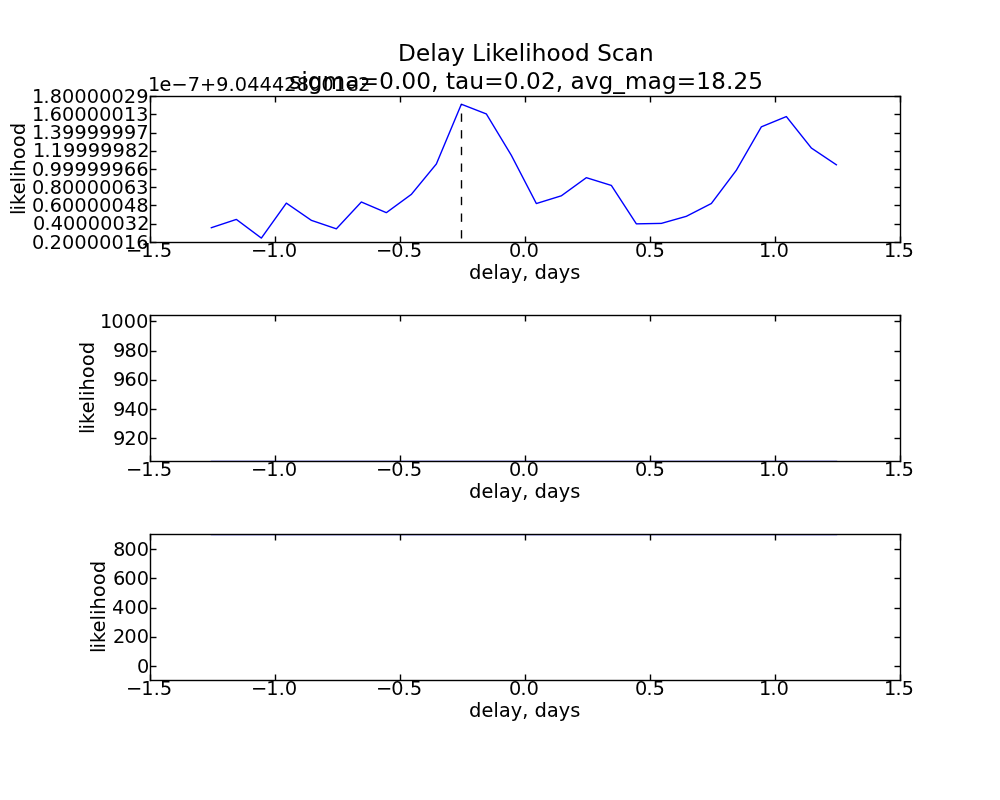 Delay Likelihood Scan
sigma=0.00, tau=0.02, avg_mag=18.25
1.80000029
1.60000013
1.39999997
1.19999982
0.99999966
0.80000063
0.60000048
0.40000032
0.20000016
likelihood
−1.5 −1.0 −0.5 0.0 0.5 1.0 1.5
delay, days
1000
980
960
940
920
likelihood
−1.5 −1.0 −0.5 0.0 0.5 1.0 1.5
delay, days
800
600
400
200
0
likelihood
−1.5 −1.0 −0.5 0.0 0.5 1.0 1.5
delay, days